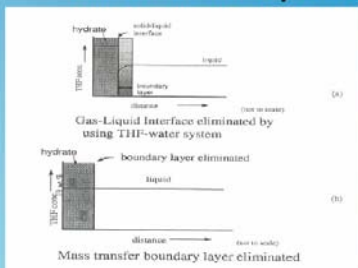 hydrate
solid/liquid
interface
THF conc.
liquid
boundary
layer
distance
(not to scale)
(a)
Gas-Liquid Interface eliminated by
using THF-water system
hydrate
boundary layer eliminated
THF conc.
liquid
(b)
distance
(not to scale)
Mass transfer boundary layer eliminated